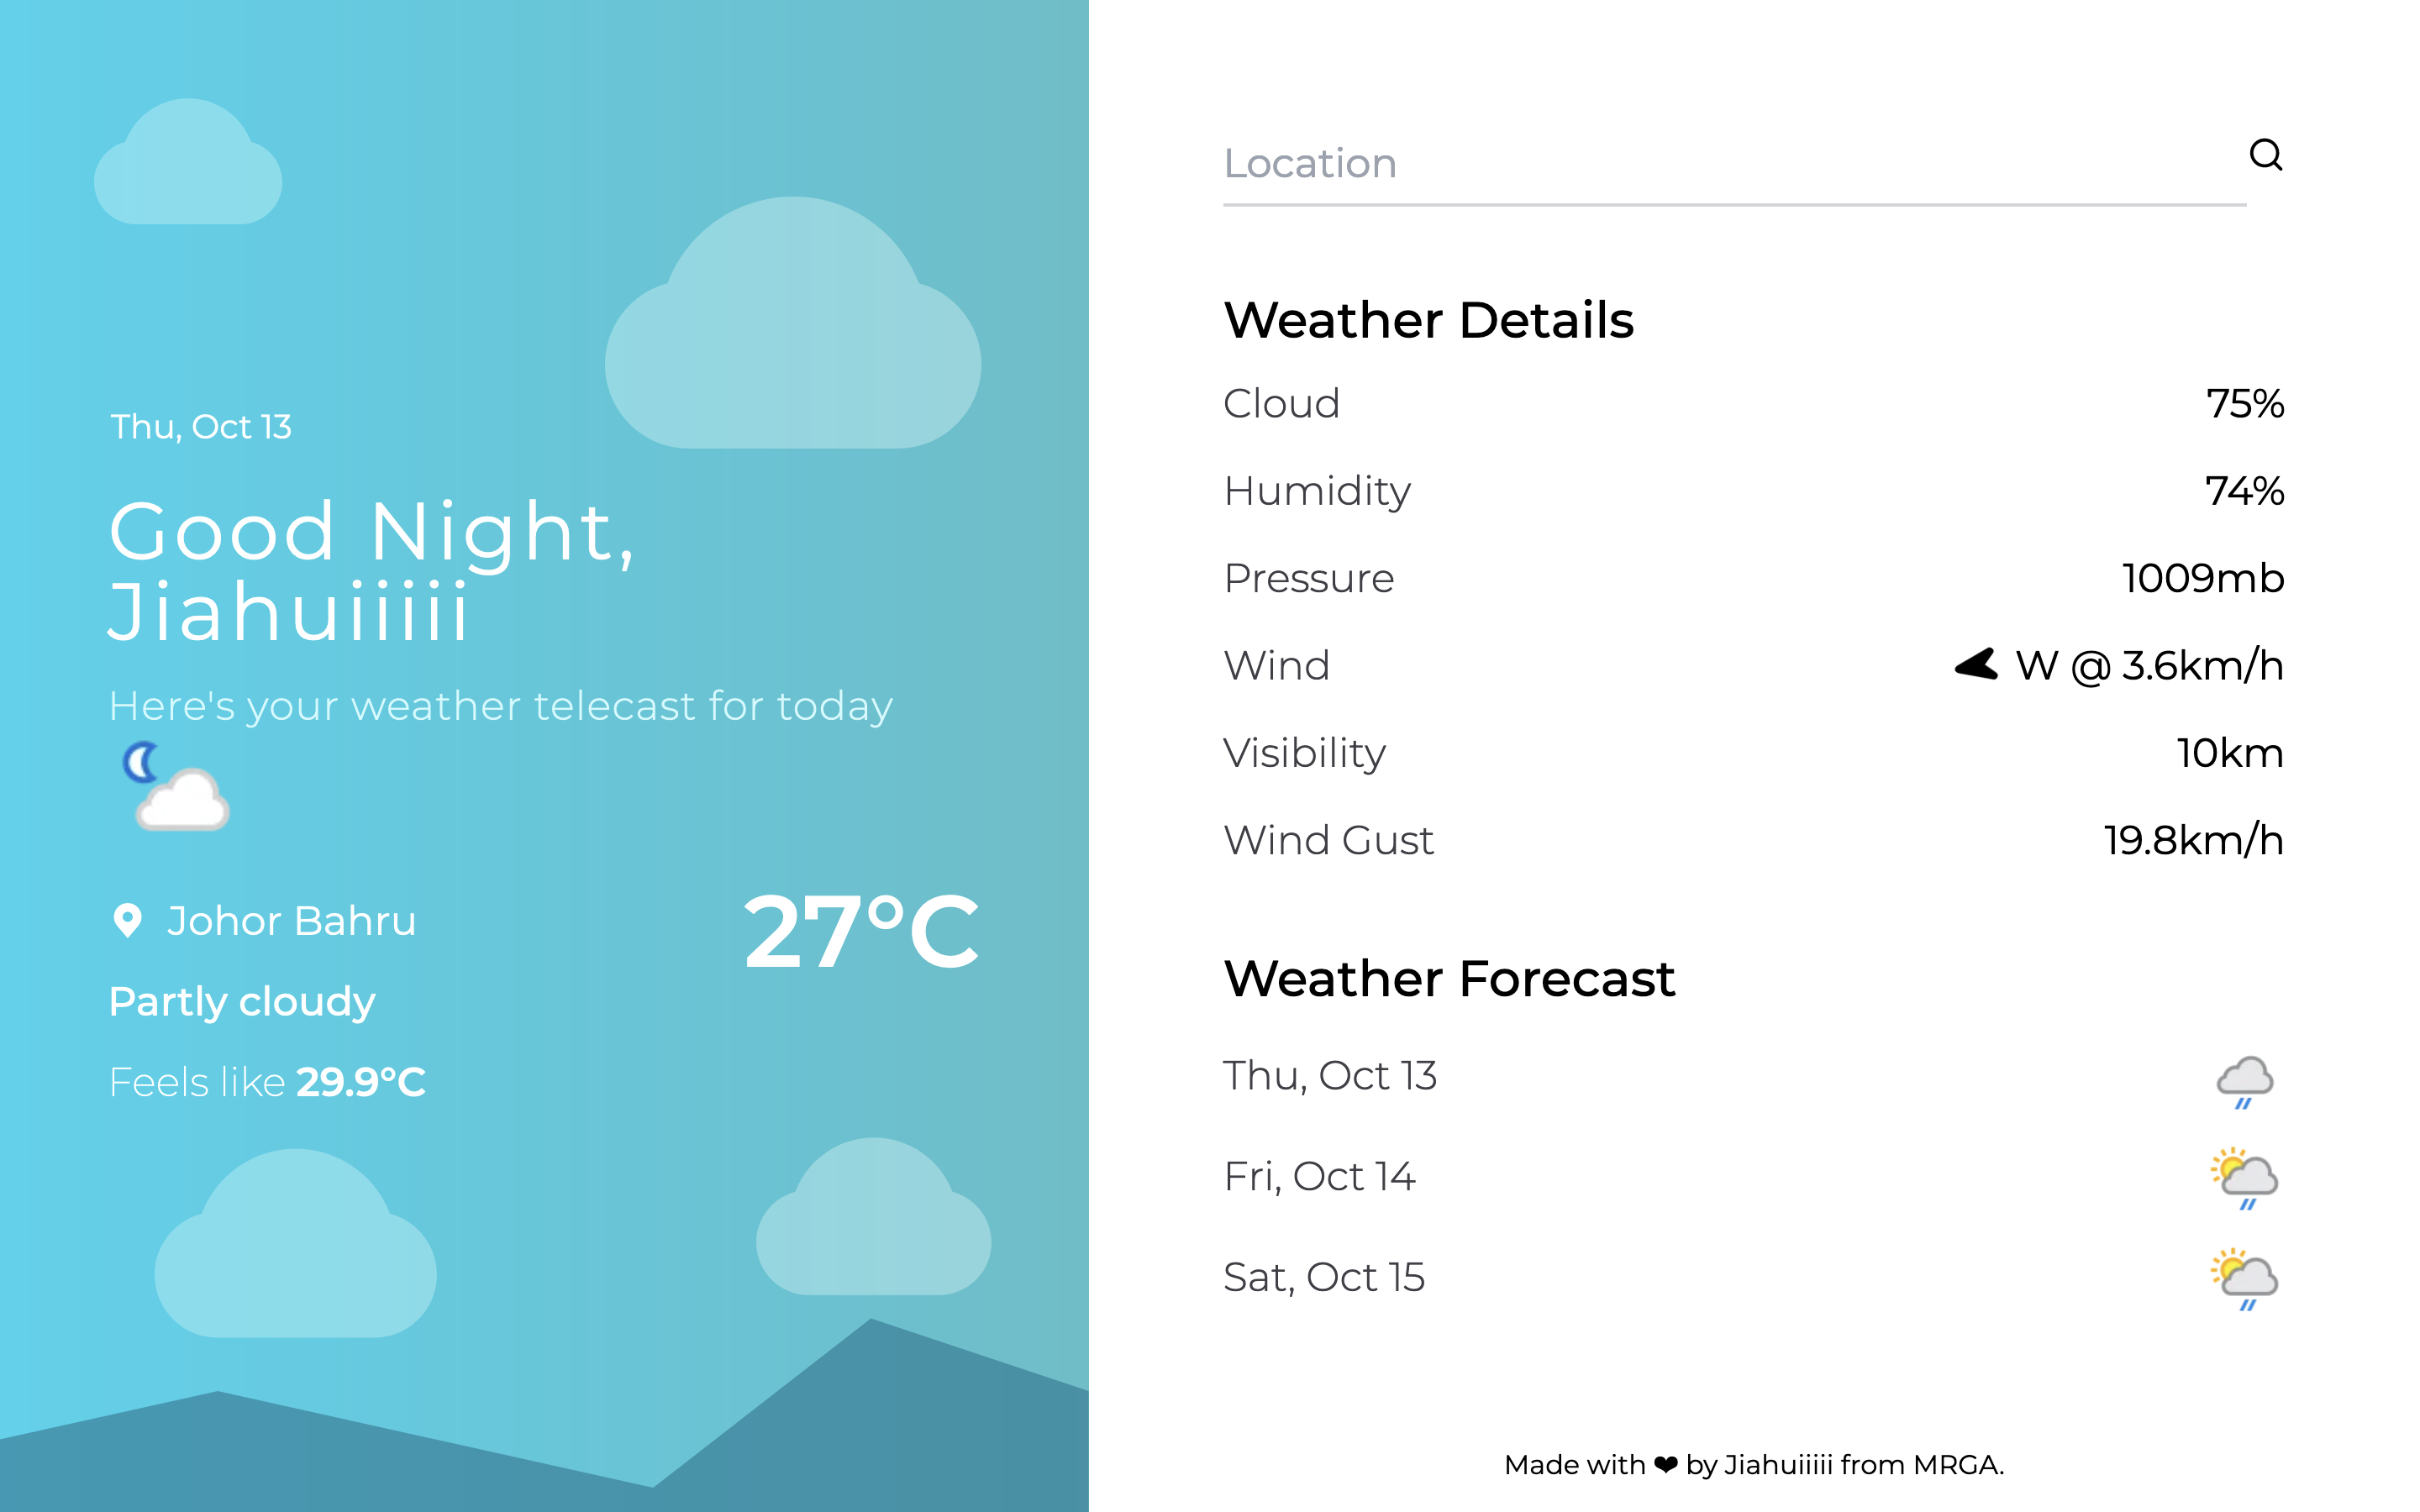 Thu, Oct 13
Good Night,
Jiahuiiiii
Here's your weather telecast for today
Johor Bahru
27°C
Partly cloudy
Feels like 29.9°C
Location
Weather Details
Cloud 75%
Humidity 74%
Pressure 1009mb
Wind W @ 3.6km/h
Visibility 10km
Wind Gust 19.8km/h
Weather Forecast
Thu, Oct 13
Fri, Oct 14
Sat, Oct 15
Made with ❤ by Jiahuiiiii from MRGA.